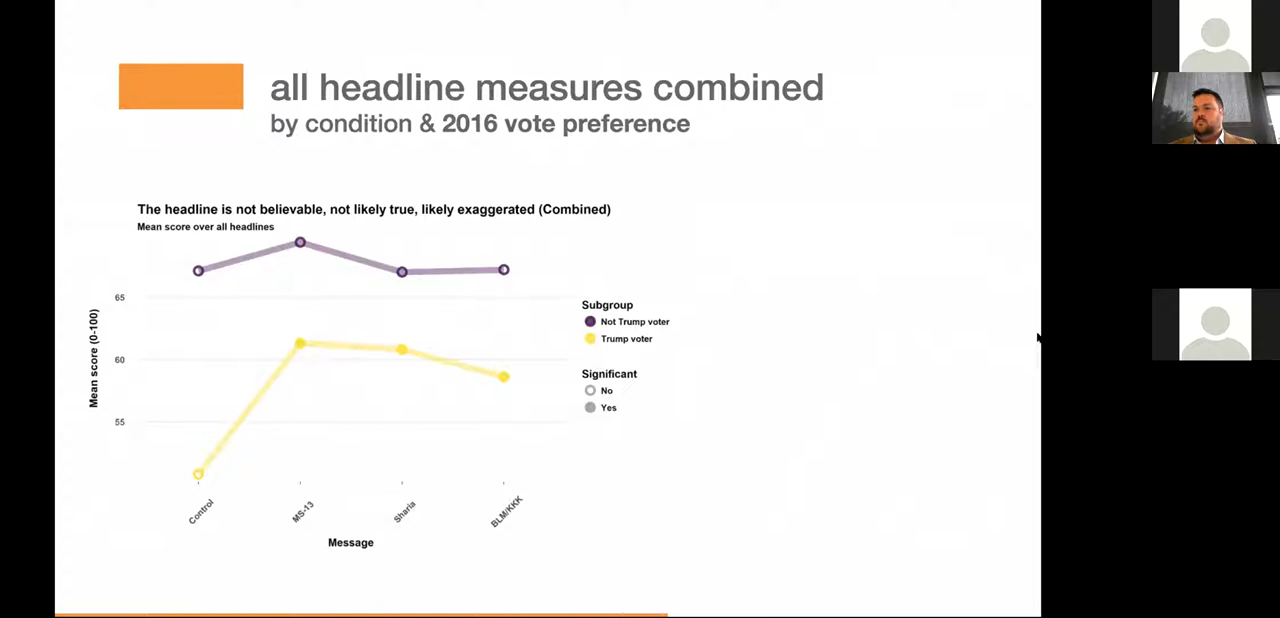 all headline measures combined
by condition & 2016 vote preference
The headline is not believable, not likely true, likely exaggerated (Combined)
Mean score over all headlines
Mean score (0-100)
65
60
55
Control
MS-13
Sharia
BLM/KKK
Message
Subgroup
Not Trump voter
Trump voter
Significant
No
Yes